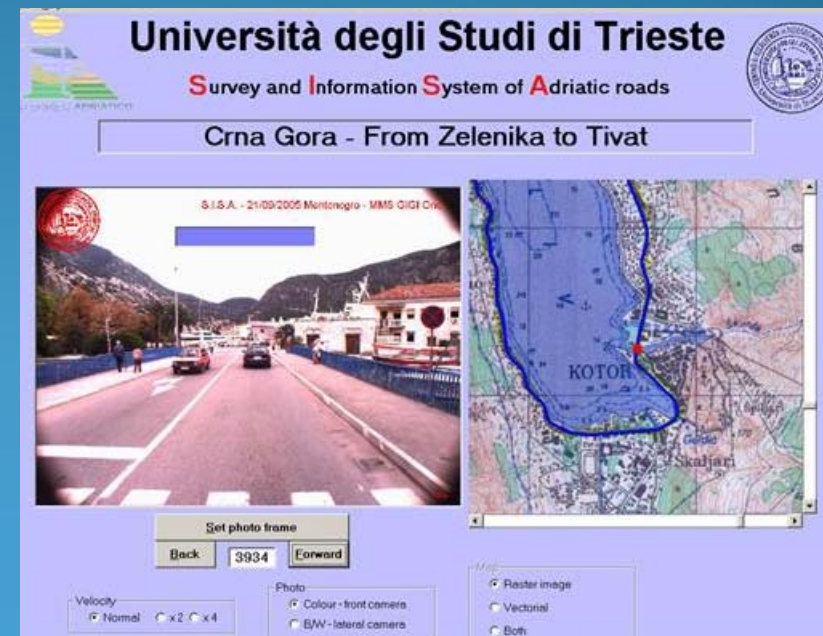 Università degli Studi di Trieste
Survey and Information System of Adriatic roads
Crna Gora - From Zelenika to Tivat
S.I.S.A. - 21/09/2005 Montenegro - MMS GIGI
KOTOR
Skaljari
Set photo frame
Back 3934 Forward
Velocity
Normal x2 x4
Photo
Colour - front camera
B/W - lateral camera
Map
Raster image
Vectorial
Both